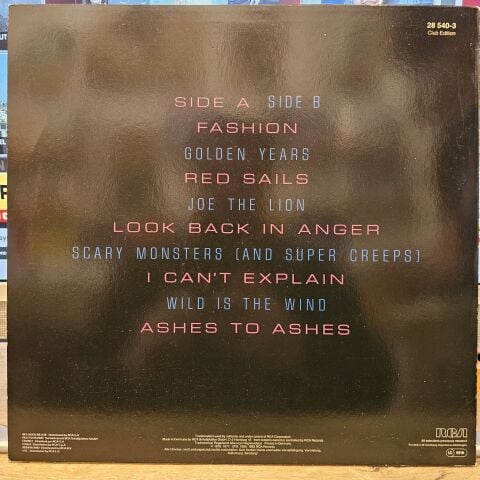 28 540-3
Club Edition
SIDE A SIDE B
FASHION
GOLDEN YEARS
RED SAILS
JOE THE LION
LOOK BACK IN ANGER
SCARY MONSTERS [AND SUPER CREEPS]
I CAN'T EXPLAIN
WILD IS THE WIND
ASHES TO ASHES
RCA